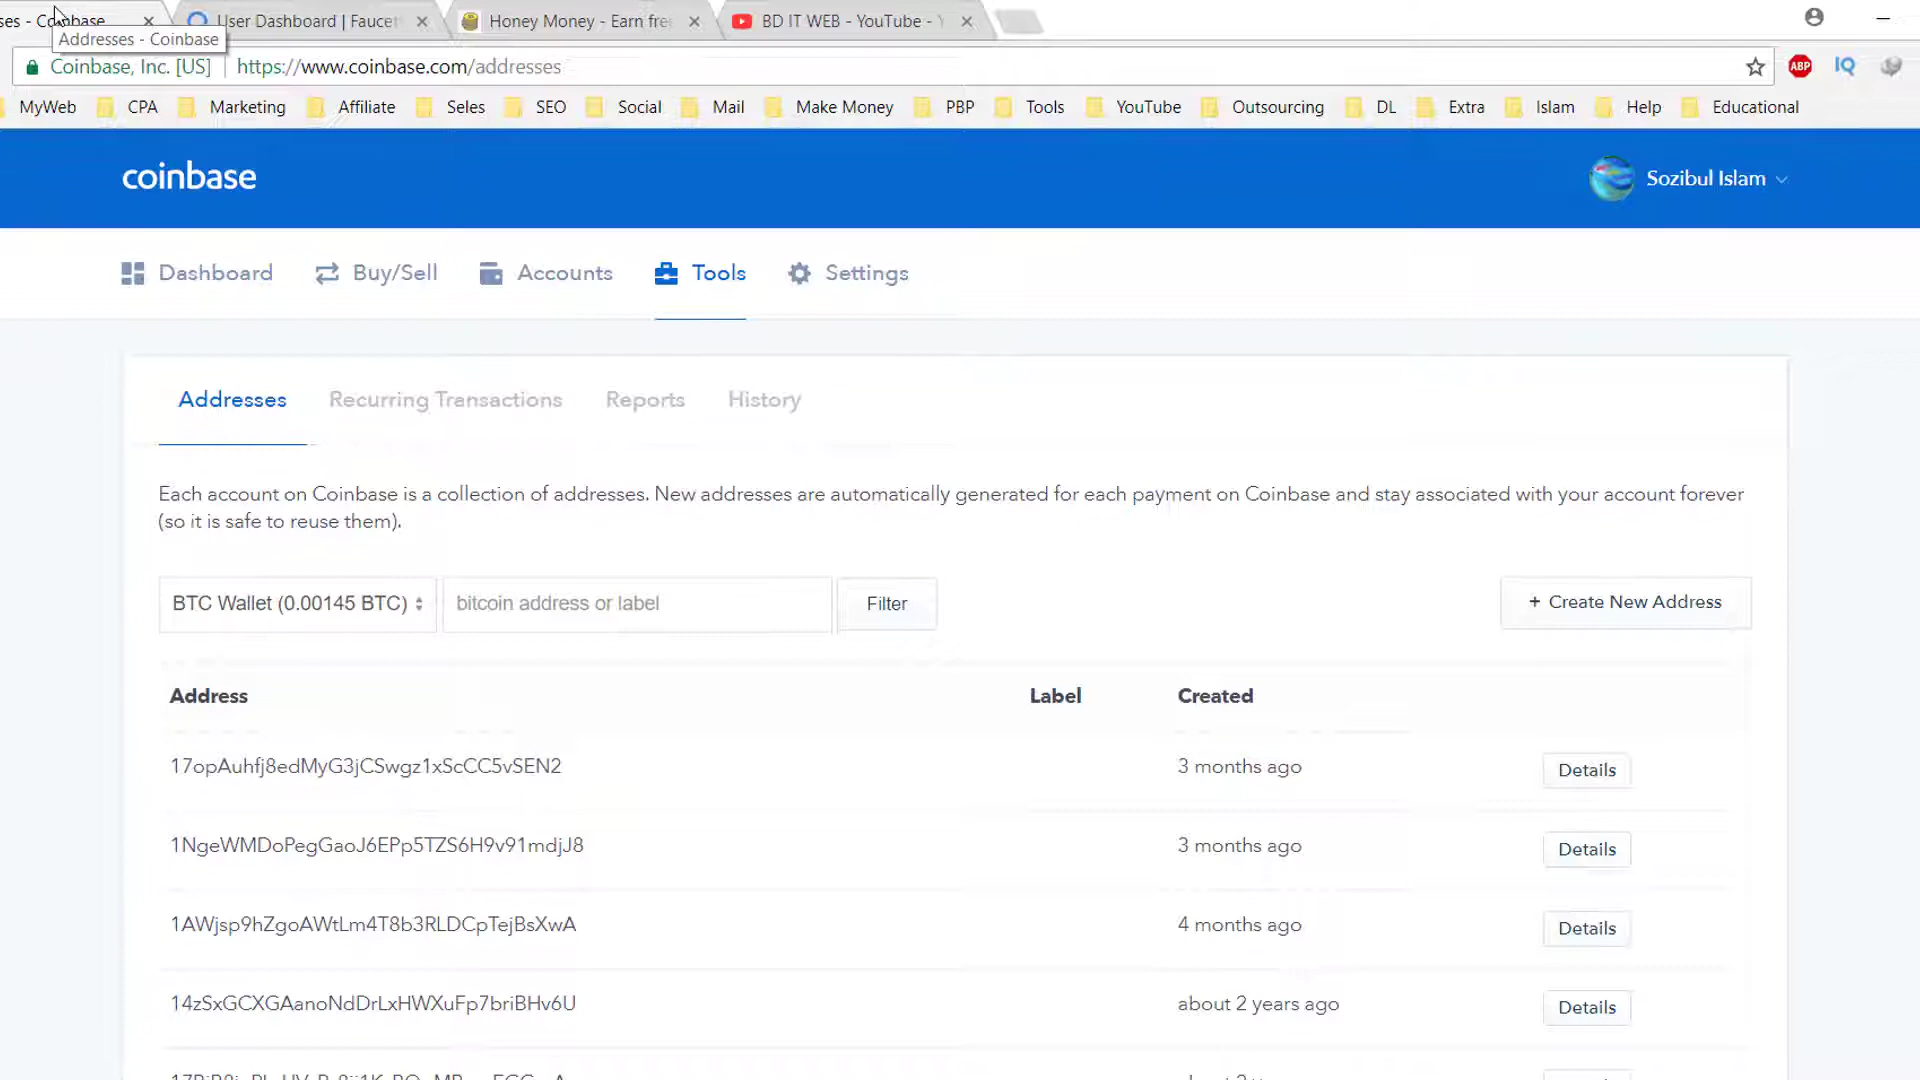 ses - Coinbase
User Dashboard | Faucet
Honey Money - Earn fre
BD IT WEB - YouTube -
Addresses - Coinbase
Coinbase, Inc. [US] https://www.coinbase.com/addresses
ABP IQ
MyWeb CPA Marketing Affiliate Seles SEO Social Mail Make Money PBP Tools YouTube Outsourcing DL Extra Islam Help Educational
coinbase
Sozibul Islam
Dashboard Buy/Sell Accounts Tools Settings
Addresses Recurring Transactions Reports History
Each account on Coinbase is a collection of addresses. New addresses are automatically generated for each payment on Coinbase and stay associated with your account forever
(so it is safe to reuse them).
BTC Wallet (0.00145 BTC) bitcoin address or label Filter + Create New Address
Address Label Created
17opAuhfj8edMyG3jCSwgz1xScCC5vSEN2 3 months ago Details
1NgeWMDoPegGaoJ6EPp5TZS6H9v91mdjJ8 3 months ago Details
1AWjsp9hZgoAWtLm4T8b3RLDCpTejBsXwA 4 months ago Details
14zSxGCXGAanoNdDrLxHWXuFp7briBHv6U about 2 years ago Details